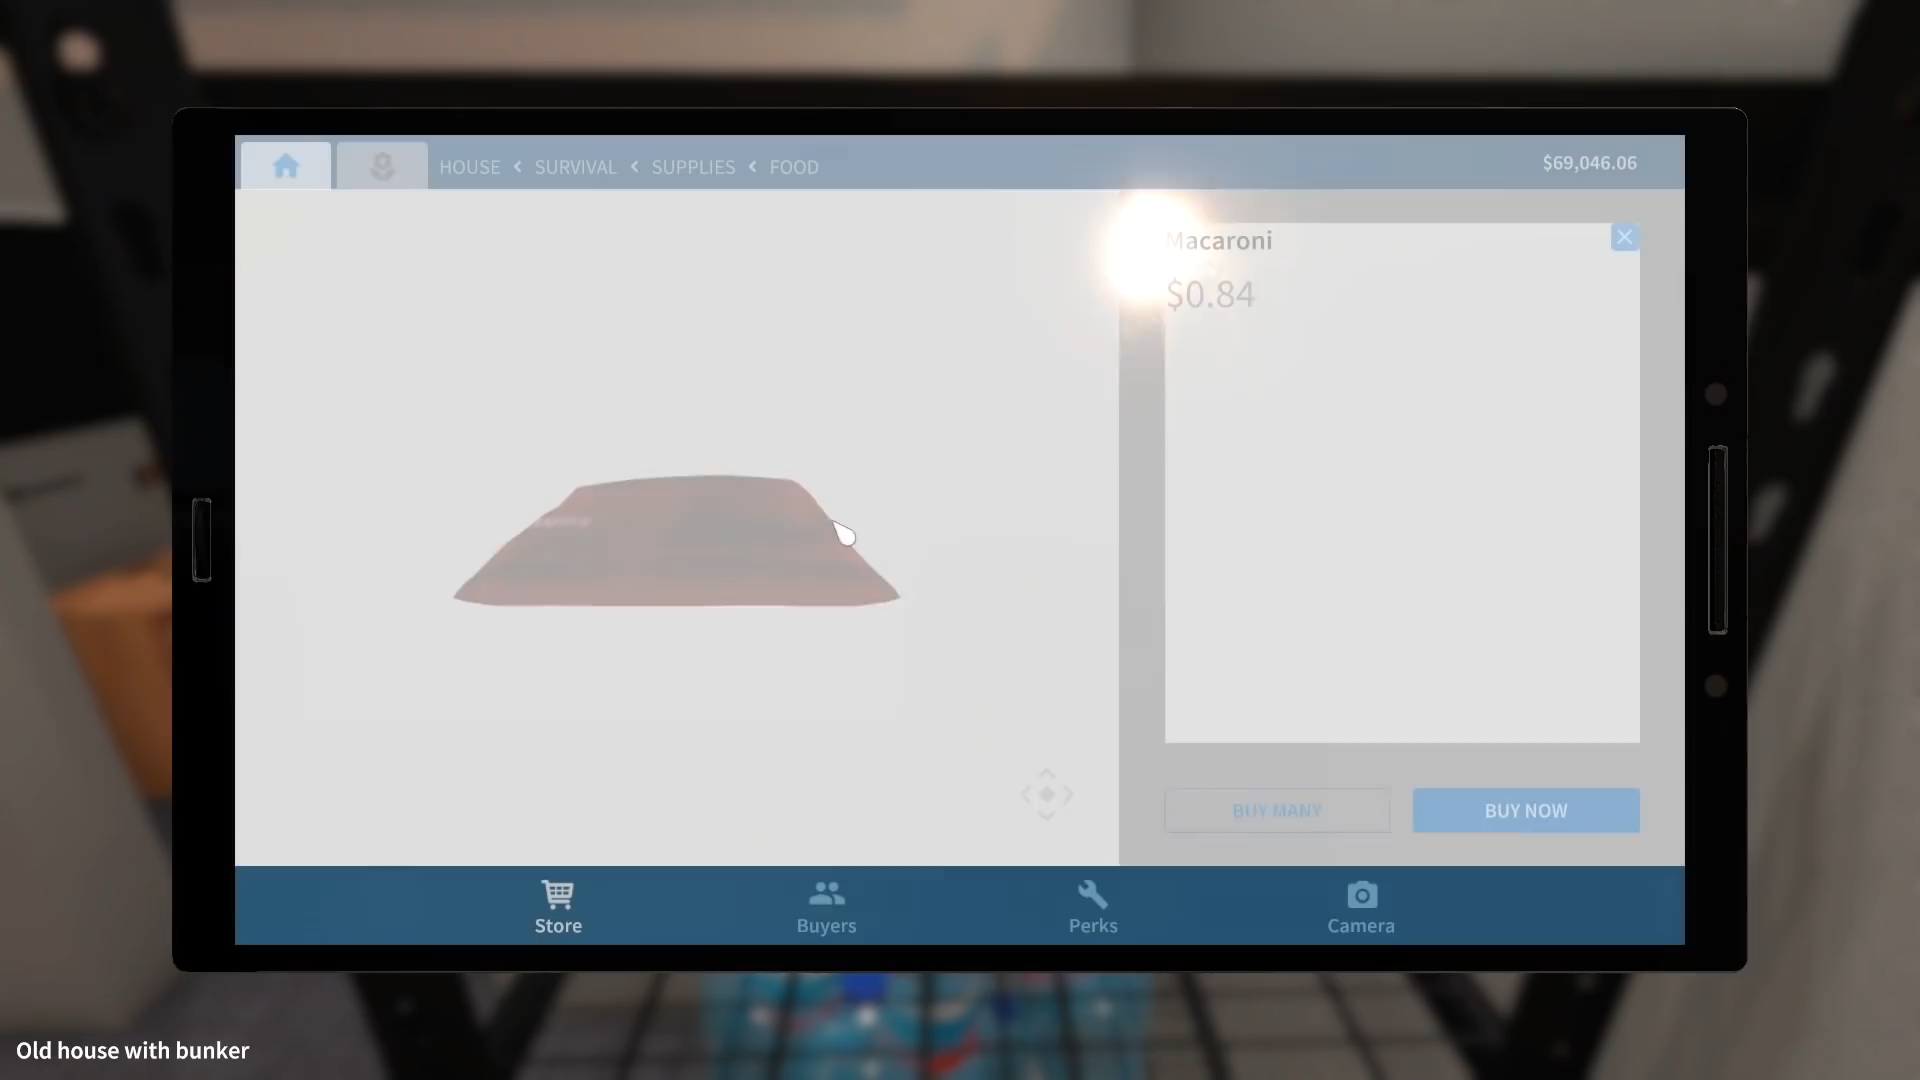 HOUSE < SURVIVAL < SUPPLIES < FOOD
$69,046.06
Macaroni
$0.84
BUY MANY
BUY NOW
Store
Buyers
Perks
Camera
Old house with bunker